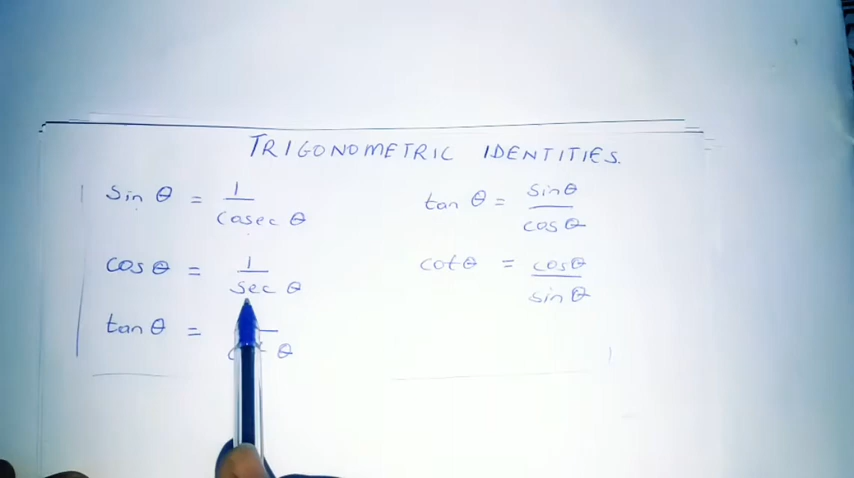 TRIGONOMETRIC IDENTITIES.
sin θ = 1 / cosec θ
cos θ = 1 / sec θ
tan θ = θ
tan θ = sinθ / cosθ
cotθ = cosθ / sinθ